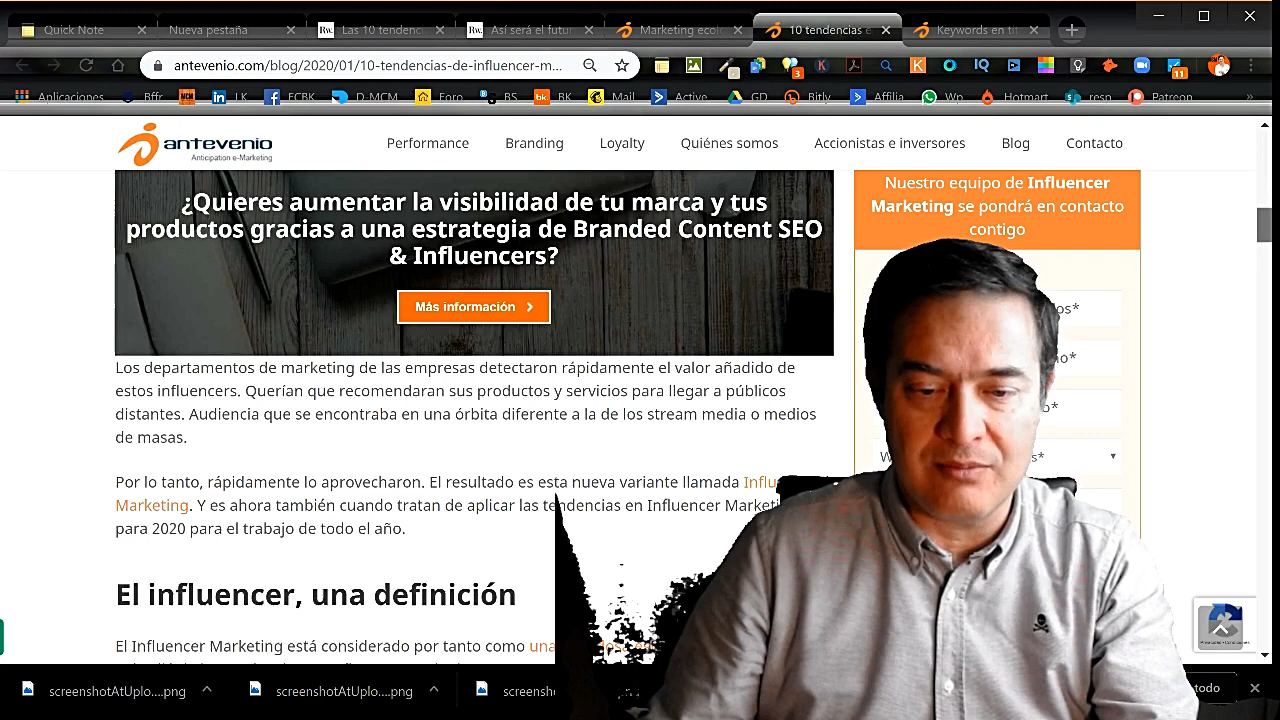 Quick Note
Nueva pestaña
Las 10 tendenc
Así será el futur
Marketing ecoló
10 tendencias e
Keywords en tít
antevenio.com/blog/2020/01/10-tendencias-de-influencer-m...
3
11
Aplicaciones
Bffr
LK
FCBK
D-MCM
Foro
BS
BK
Mail
Active
GD
Bitly
Affilia
Wp
Hotmart
resp
Patreon
antevenio
Anticipation e-Marketing
Performance
Branding
Loyalty
Quiénes somos
Accionistas e inversores
Blog
Contacto
¿Quieres aumentar la visibilidad de tu marca y tus
productos gracias a una estrategia de Branded Content SEO
& Influencers?
Más información
Nuestro equipo de Influencer
Marketing se pondrá en contacto
contigo
Los departamentos de marketing de las empresas detectaron rápidamente el valor añadido de
estos influencers. Querían que recomendaran sus productos y servicios para llegar a públicos
distantes. Audiencia que se encontraba en una órbita diferente a la de los stream media o medios
de masas.
Por lo tanto, rápidamente lo aprovecharon. El resultado es esta nueva variante llamada Influ
Marketing. Y es ahora también cuando tratan de aplicar las tendencias en Influencer Marketi
para 2020 para el trabajo de todo el año.
El influencer, una definición
El Influencer Marketing está considerado por tanto como una
screenshotAtUplo....png
screenshotAtUplo....png
screensh
todo